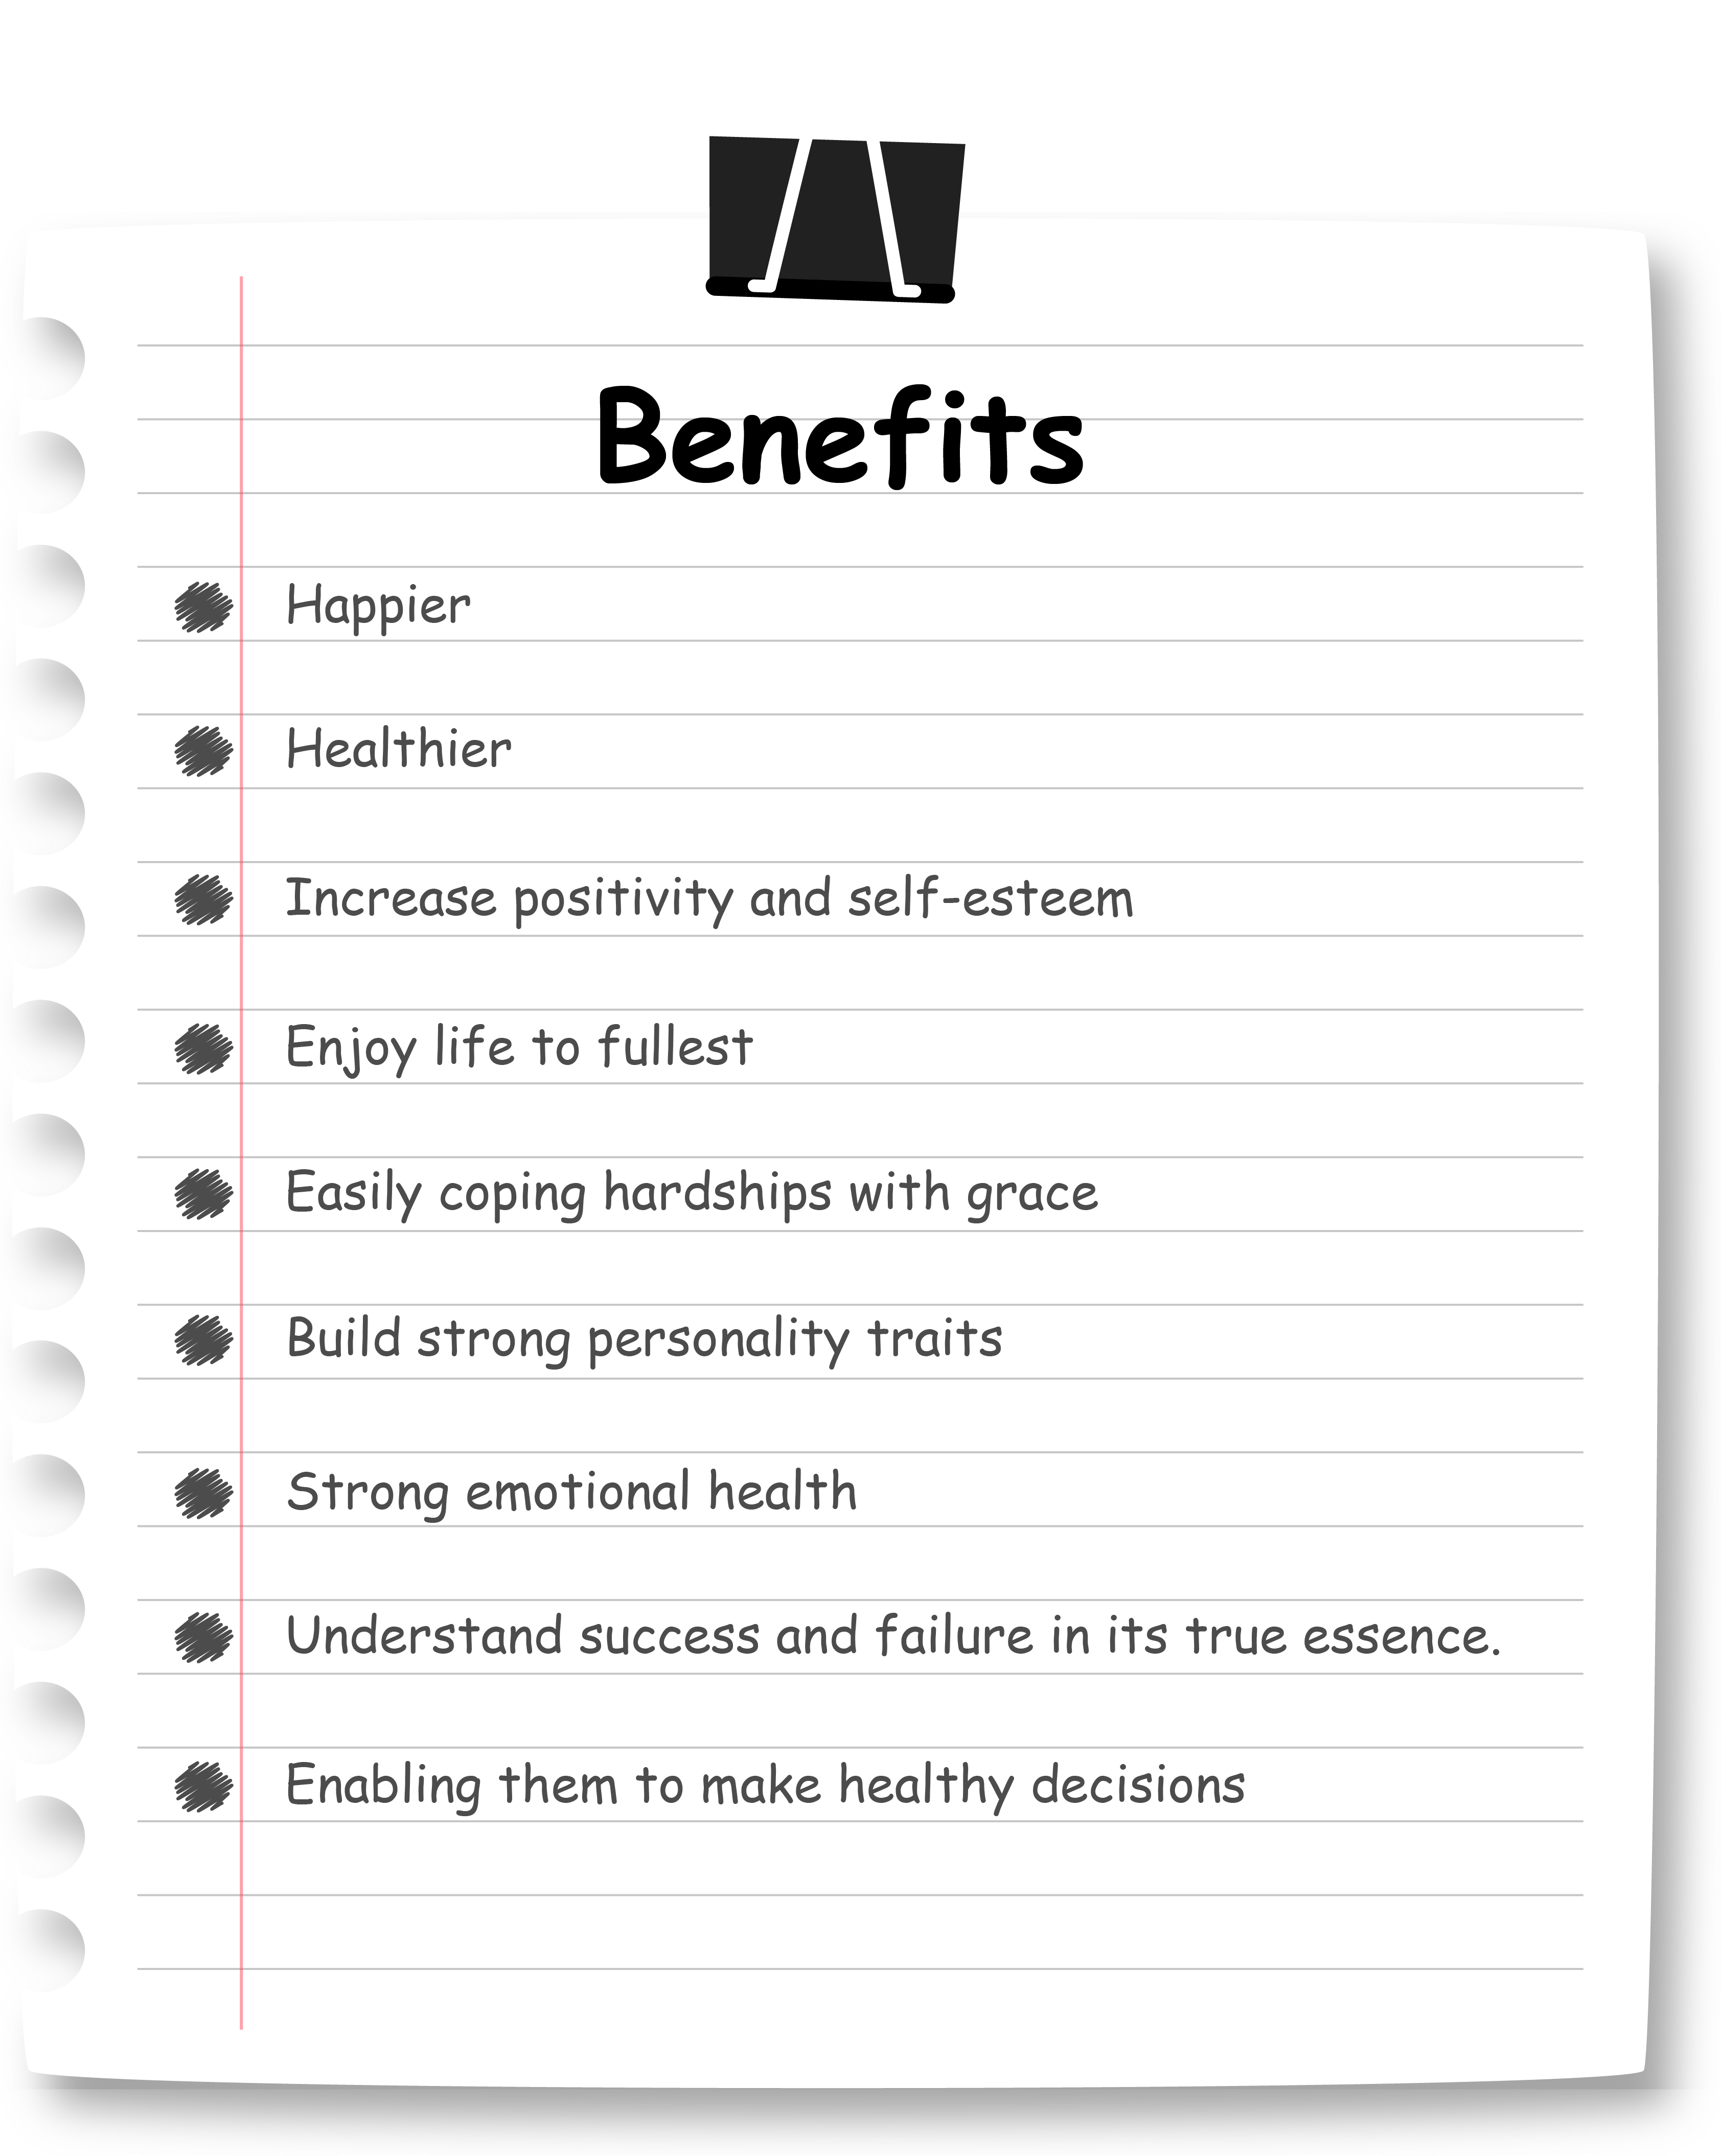 Benefits
Happier
Healthier
Increase positivity and self-esteem
Enjoy life to fullest
Easily coping hardships with grace
Build strong personality traits
Strong emotional health
Understand success and failure in its true essence.
Enabling them to make healthy decisions